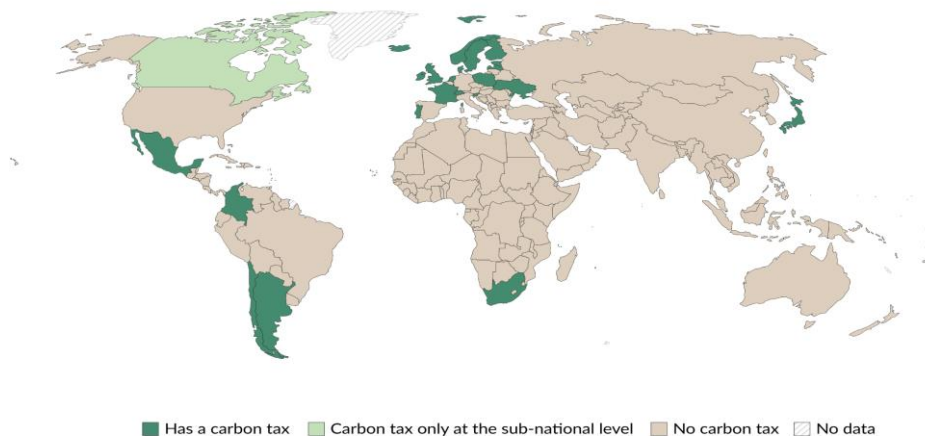 Has a carbon tax Carbon tax only at the sub-national level No carbon tax No data